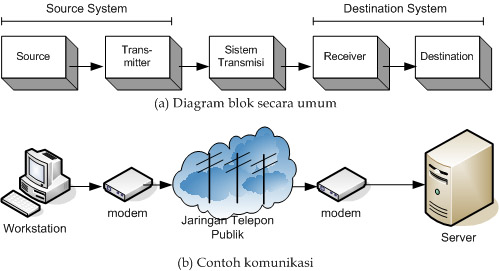 Source System
Destination System
Source
Trans-
mitter
Sistem
Transmisi
Receiver
Destination
(a) Diagram blok secara umum
Workstation
modem
Jaringan Telepon
Publik
modem
Server
(b) Contoh komunikasi